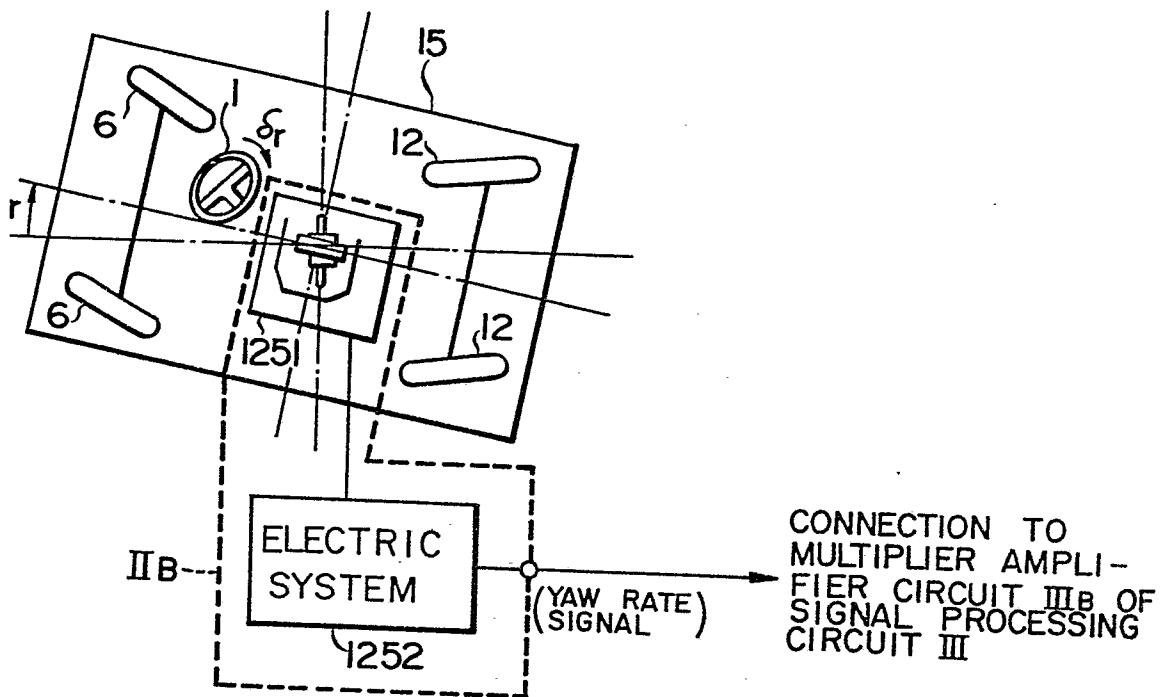 15
1
6
δr
12
r
6
12
1251
ELECTRIC
SYSTEM
IIB
(YAW RATE
SIGNAL)
1252
CONNECTION TO
MULTIPLIER AMPLI-
FIER CIRCUIT IIIB OF
SIGNAL PROCESSING
CIRCUIT III